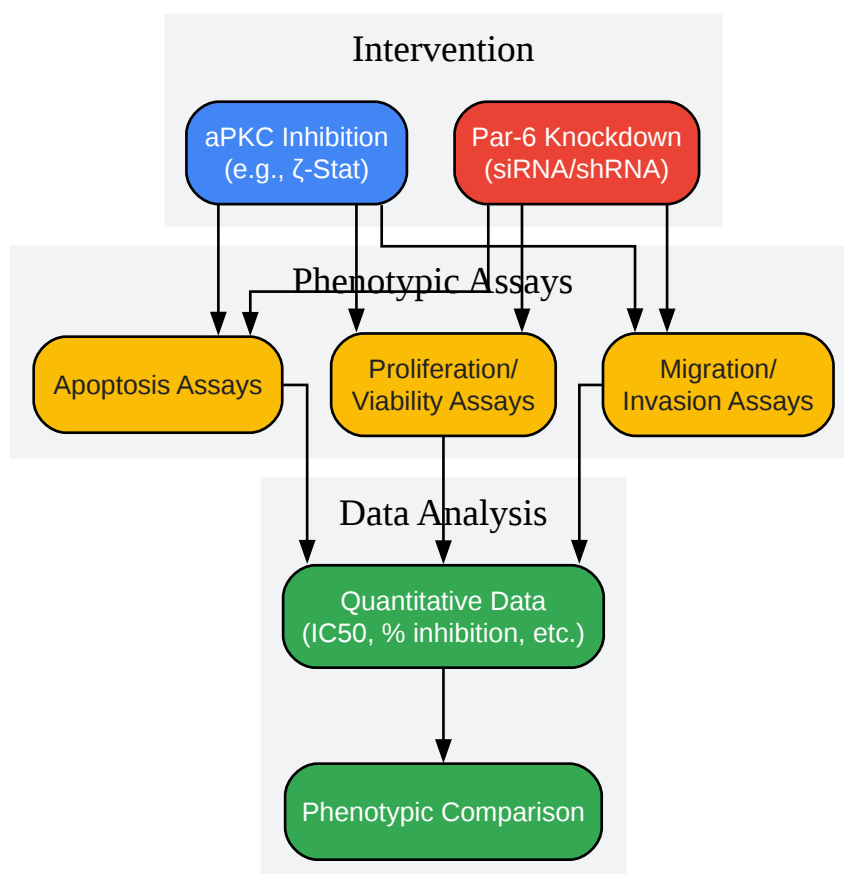 Intervention
aPKC Inhibition
(e.g., ζ-Stat)
Par-6 Knockdown
(siRNA/shRNA)
Phenotypic Assays
Apoptosis Assays
Proliferation/
Viability Assays
Migration/
Invasion Assays
Data Analysis
Quantitative Data
(IC50, % inhibition, etc.)
Phenotypic Comparison